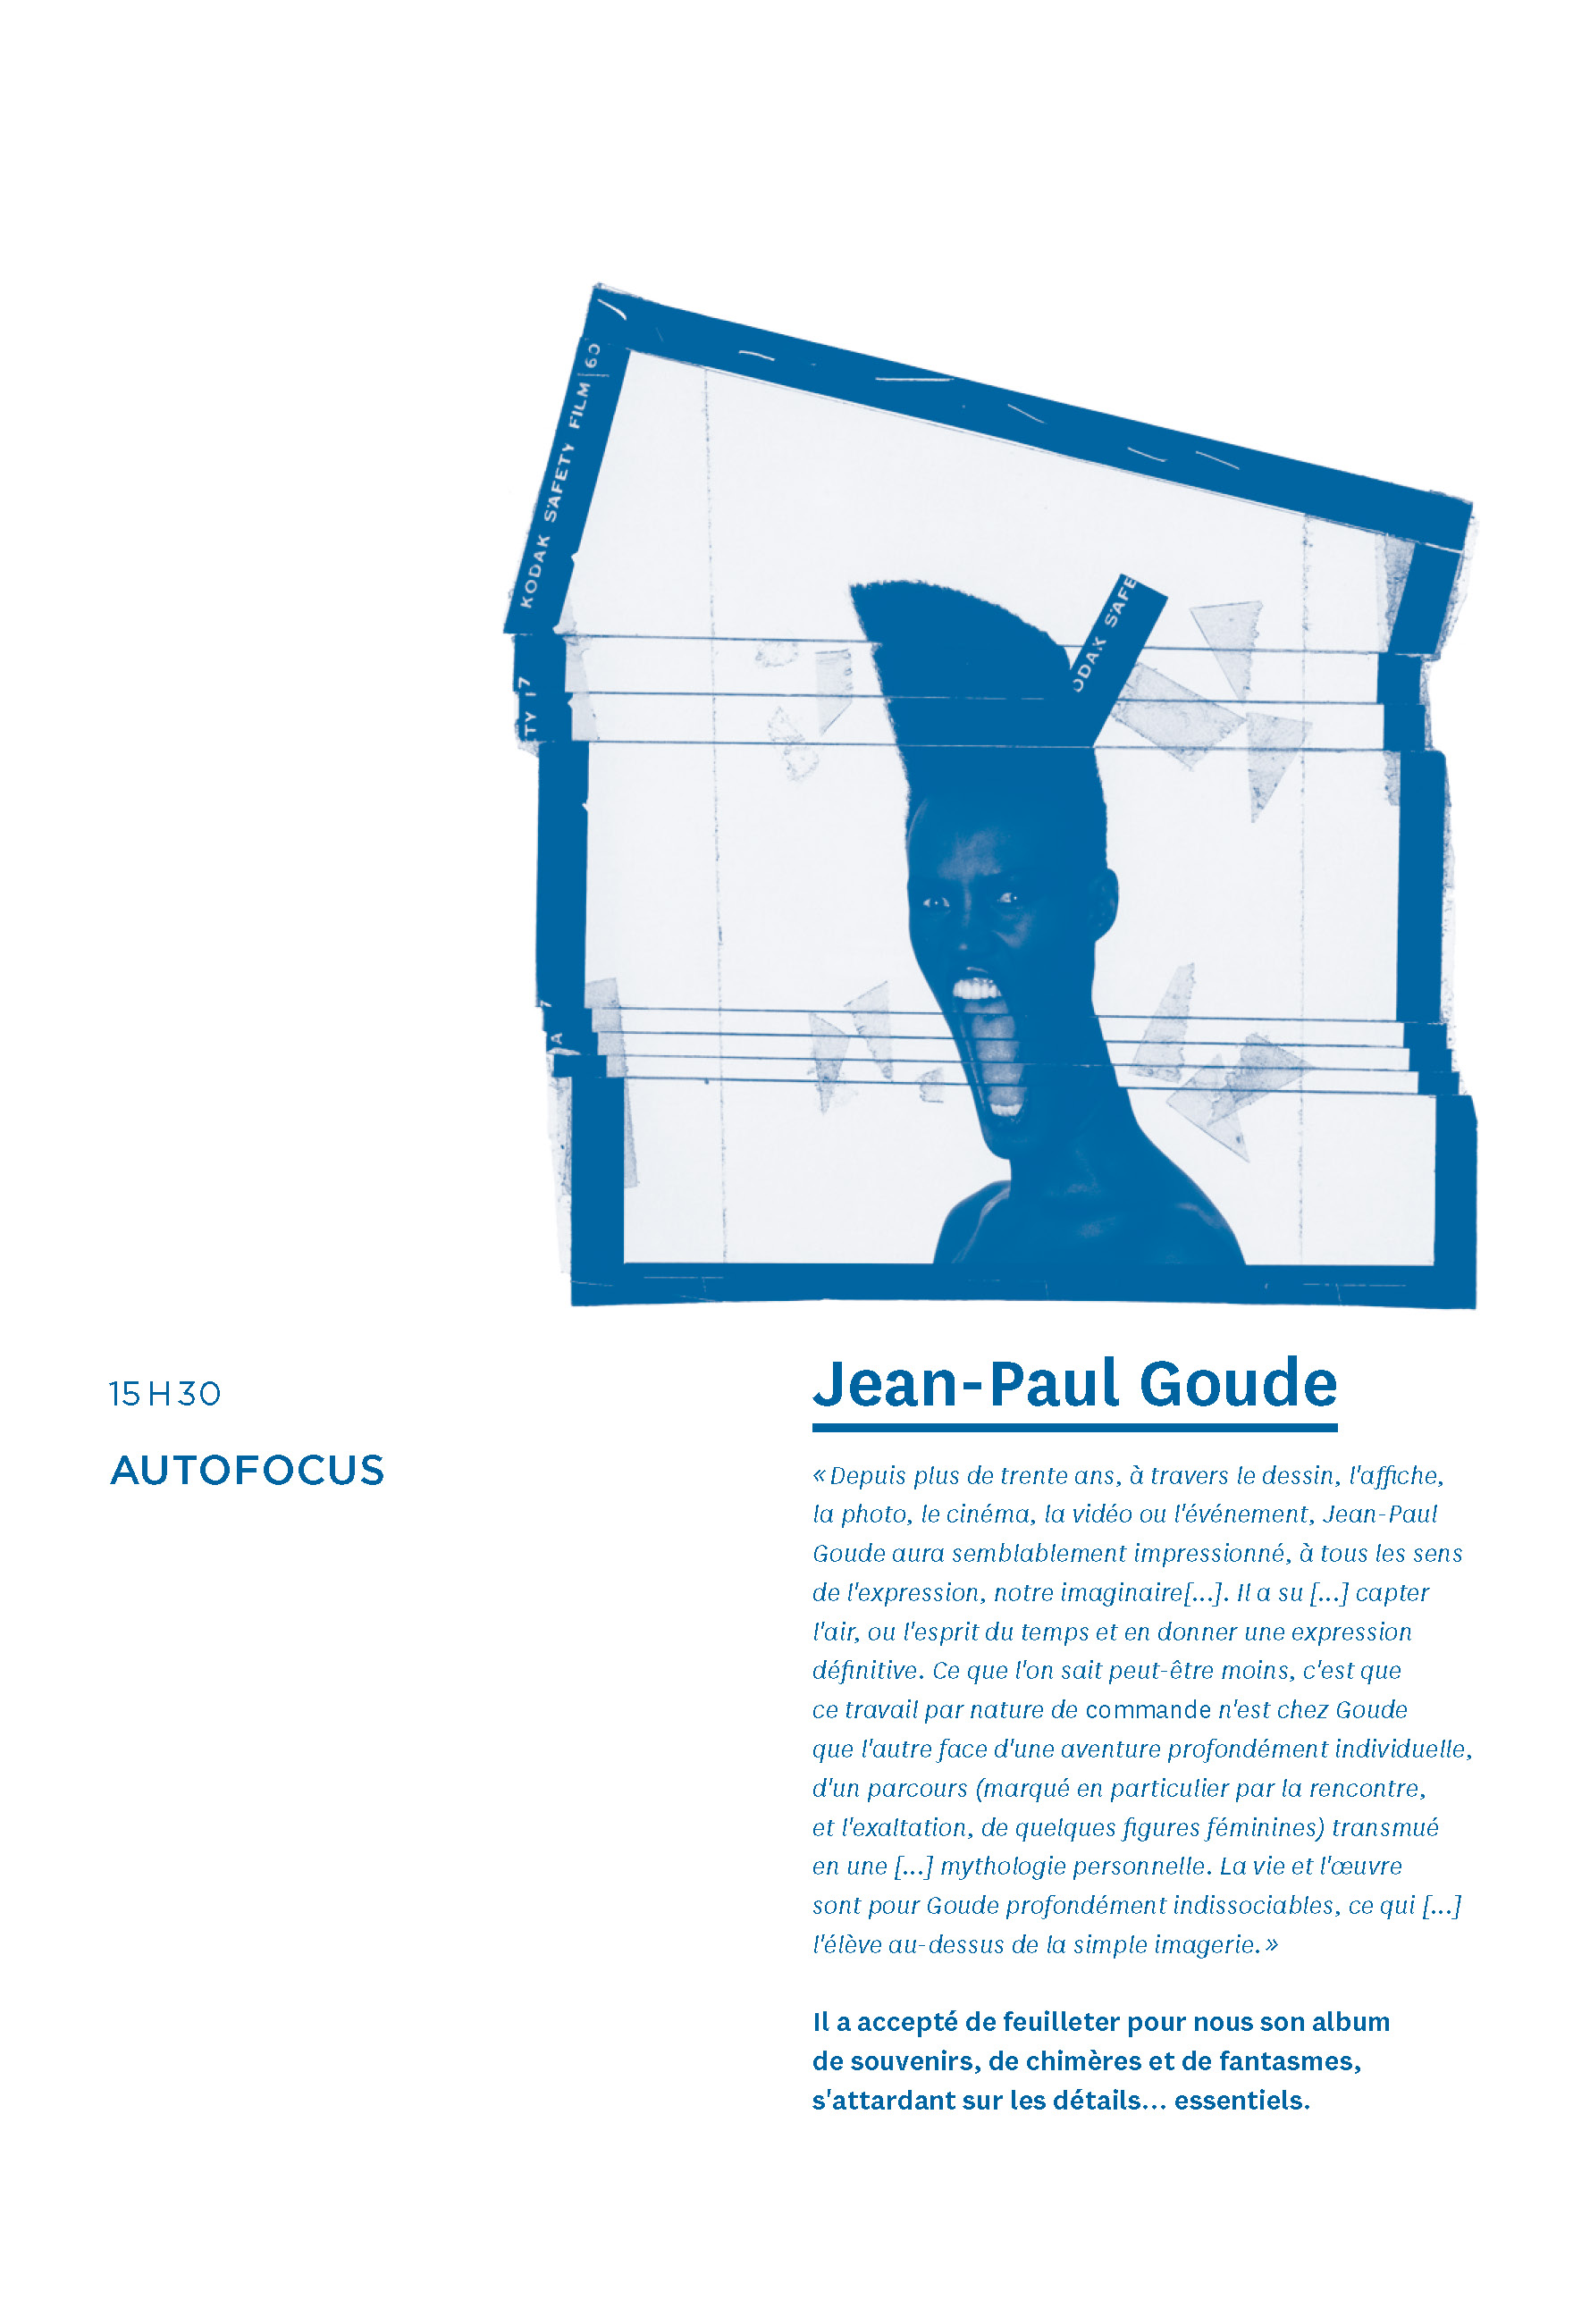 KODAK SAFETY FILM 60
ODAK SAFE
TY 17
7
A
15 H 30
AUTOFOCUS
Jean-Paul Goude
« Depuis plus de trente ans, à travers le dessin, l'affiche,
la photo, le cinéma, la vidéo ou l'événement, Jean-Paul
Goude aura semblablement impressionné, à tous les sens
de l'expression, notre imaginaire[...]. Il a su [...] capter
l'air, ou l'esprit du temps et en donner une expression
définitive. Ce que l'on sait peut-être moins, c'est que
ce travail par nature de commande n'est chez Goude
que l'autre face d'une aventure profondément individuelle,
d'un parcours (marqué en particulier par la rencontre,
et l'exaltation, de quelques figures féminines) transmué
en une [...] mythologie personnelle. La vie et l'œuvre
sont pour Goude profondément indissociables, ce qui [...]
l'élève au-dessus de la simple imagerie. »
Il a accepté de feuilleter pour nous son album
de souvenirs, de chimères et de fantasmes,
s'attardant sur les détails... essentiels.